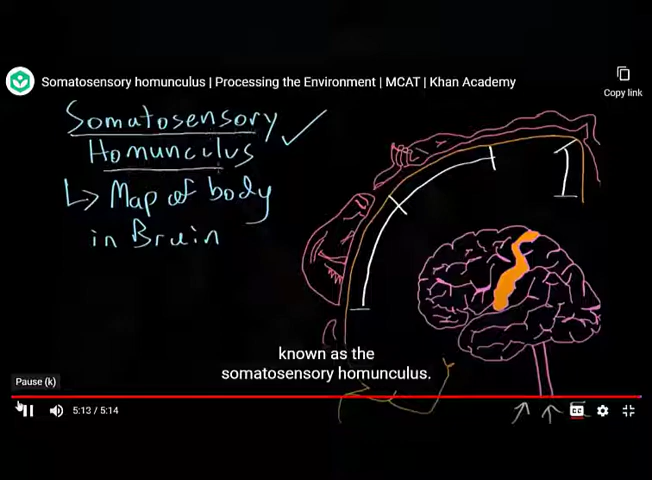 Somatosensory homunculus | Processing the Environment | MCAT | Khan Academy
Copy link
Somatosensory
Homunculus
↳ Map of body
in Brain
known as the
somatosensory homunculus.
Pause (k)
5:13 / 5:14
CC